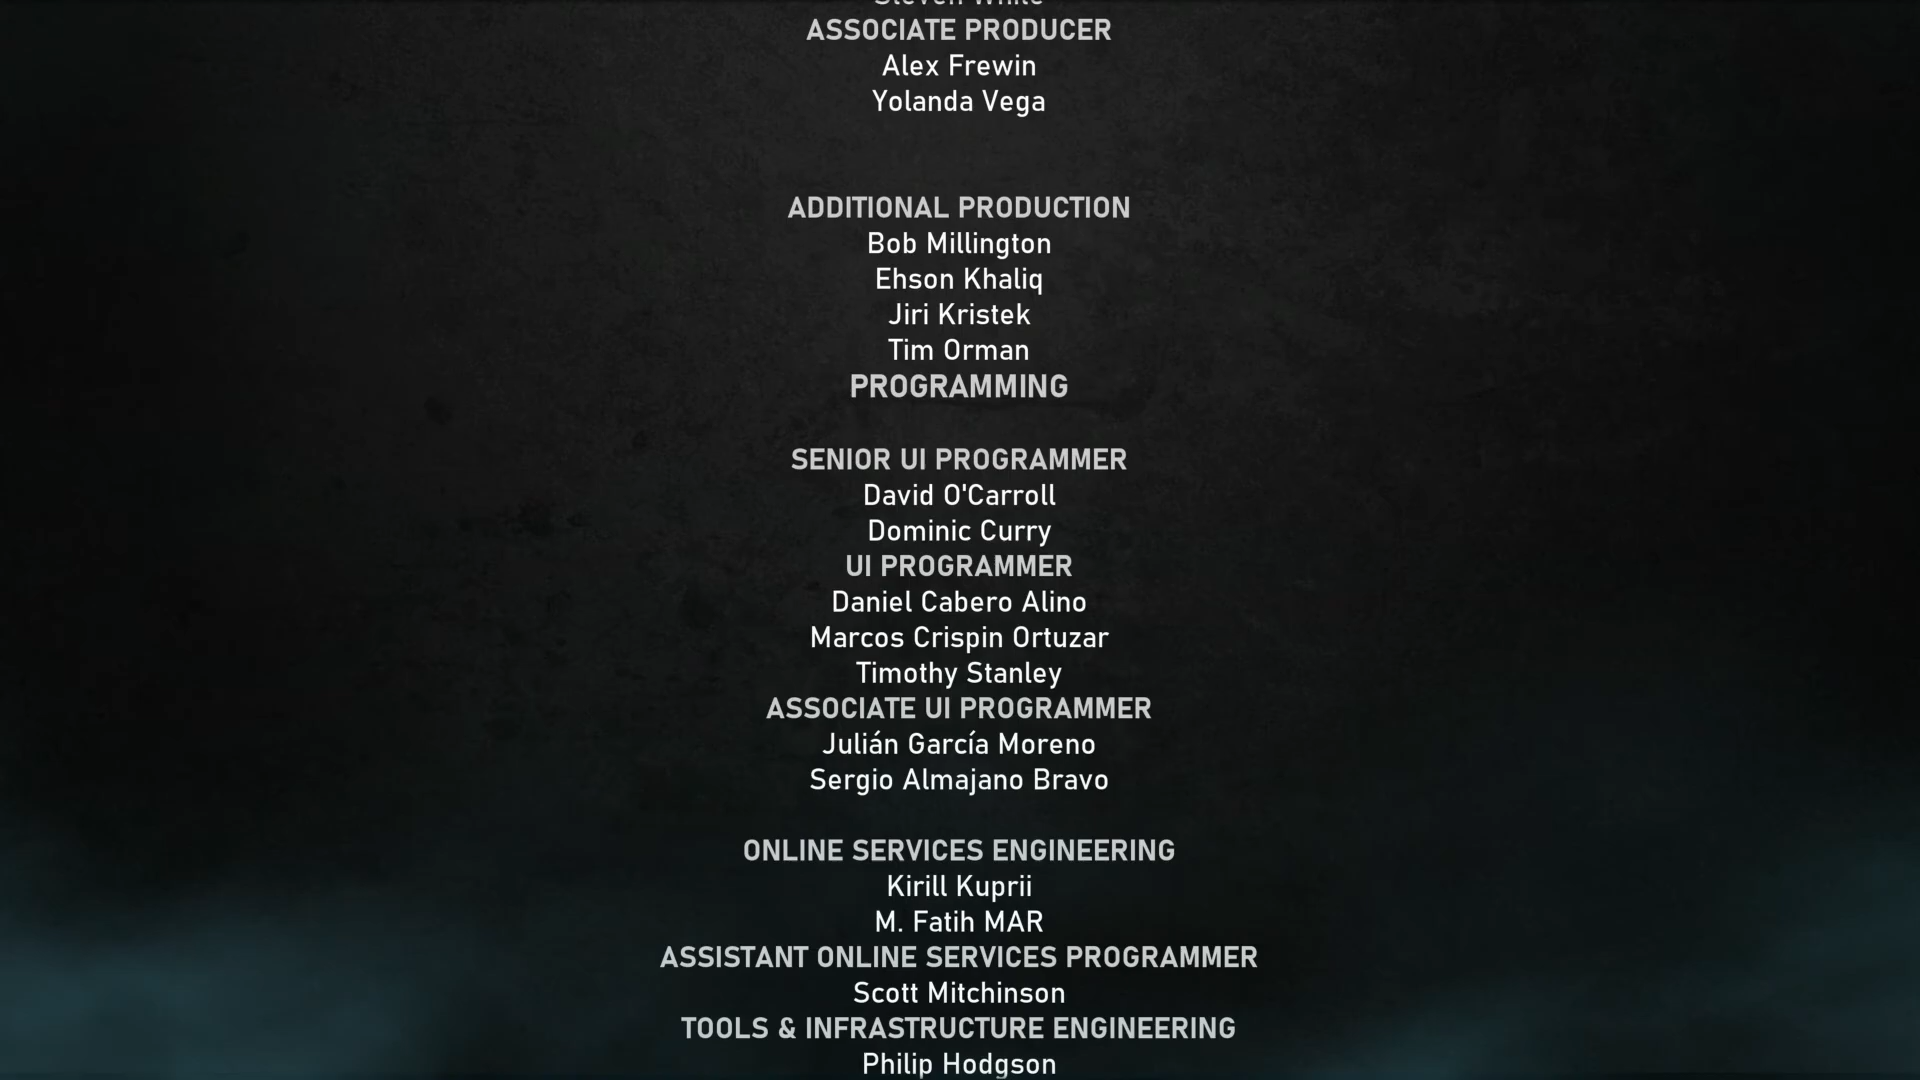 Steven White
ASSOCIATE PRODUCER
Alex Frewin
Yolanda Vega
ADDITIONAL PRODUCTION
Bob Millington
Ehson Khaliq
Jiri Kristek
Tim Orman
PROGRAMMING
SENIOR UI PROGRAMMER
David O'Carroll
Dominic Curry
UI PROGRAMMER
Daniel Cabero Alino
Marcos Crispin Ortuzar
Timothy Stanley
ASSOCIATE UI PROGRAMMER
Julián García Moreno
Sergio Almajano Bravo
ONLINE SERVICES ENGINEERING
Kirill Kuprii
M. Fatih MAR
ASSISTANT ONLINE SERVICES PROGRAMMER
Scott Mitchinson
TOOLS & INFRASTRUCTURE ENGINEERING
Philip Hodgson